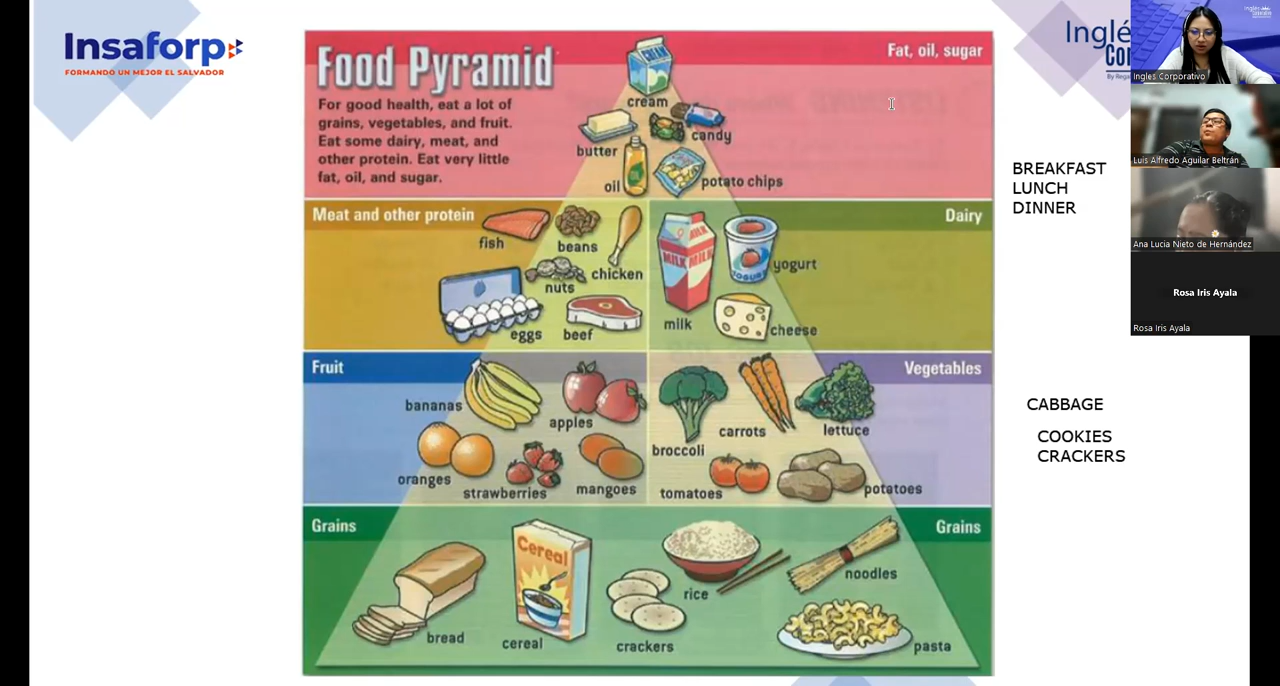 Insaforp
FORMANDO UN MEJOR EL SALVADOR
Food Pyramid
For good health, eat a lot of
grains, vegetables, and fruit.
Eat some dairy, meat, and
other protein. Eat very little
fat, oil, and sugar.
Fat, oil, sugar
CREAM
cream
candy
butter
oil
potato chips
Meat and other protein
fish
beans
chicken
nuts
eggs
beef
Dairy
MILK
MILK
YOGURT
yogurt
milk
cheese
Fruit
bananas
apples
oranges
strawberries
mangoes
Vegetables
broccoli
carrots
lettuce
tomatoes
potatoes
Grains
Grains
Cereal
bread
cereal
crackers
rice
noodles
pasta
BREAKFAST
LUNCH
DINNER
CABBAGE
COOKIES
CRACKERS
Ingles Corporativo
Luis Alfredo Aguilar Beltrán
Ana Lucia Nieto de Hernández
Rosa Iris Ayala
Rosa Iris Ayala